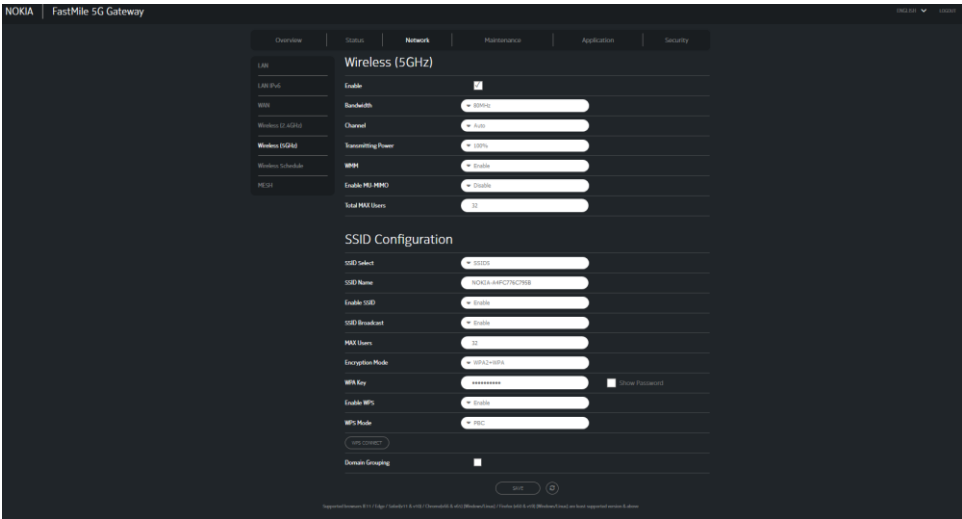 NOKIA FastMile 5G Gateway ENGLISH
Overview Status Network Maintenance Application Security
LAN
LAN IPv6
WAN
Wireless (2.4GHz)
Wireless (5GHz)
Wireless Schedule
MESH
Wireless (5GHz)
Enable
Bandwidth 80MHz
Channel Auto
Transmitting Power 100%
WMM Enable
Enable MU-MIMO Disable
Total MAX Users 32
SSID Configuration
SSID Select SSID5
SSID Name
Enable SSID Enable
SSID Broadcast Enable
MAX Users 32
Encryption Mode WPA2+WPA
WPA Key ********** Show Password
Enable WPS Enable
WPS Mode PBC
WPS CONNECT
Domain Grouping
SAVE